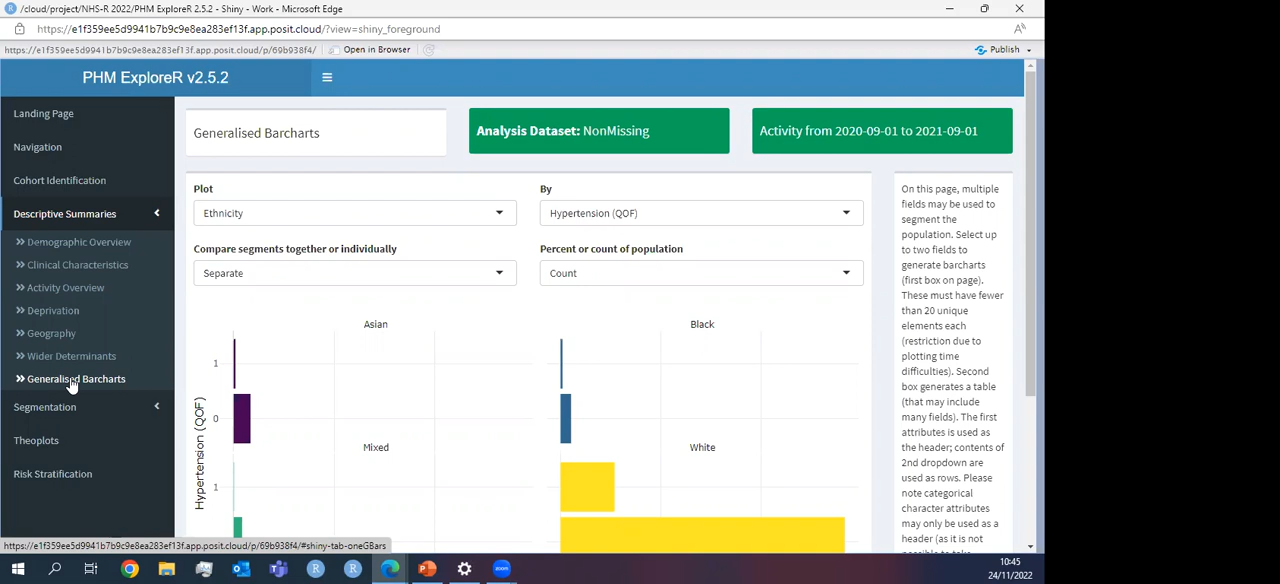 /cloud/project/NHS-R 2022/PHM ExploreR 2.5.2 - Shiny - Work - Microsoft Edge
https://e1f359ee5d9941b7b9c9e8ea283ef13f.app.posit.cloud/?view=shiny_foreground
https://e1f359ee5d9941b7b9c9e8ea283ef13f.app.posit.cloud/p/69b938f4/
Open in Browser
Publish
PHM ExploreR v2.5.2
Landing Page
Navigation
Cohort Identification
Descriptive Summaries
Demographic Overview
Clinical Characteristics
Activity Overview
Deprivation
Geography
Wider Determinants
Generalised Barcharts
Segmentation
Theoplots
Risk Stratification
Generalised Barcharts
Analysis Dataset: NonMissing
Activity from 2020-09-01 to 2021-09-01
Plot
Ethnicity
By
Hypertension (QOF)
Compare segments together or individually
Separate
Percent or count of population
Count
Asian
Black
1
0
Mixed
White
1
Hypertension (QOF)
On this page, multiple
fields may be used to
segment the
population. Select up
to two fields to
generate barcharts
(first box on page).
These must have fewer
than 20 unique
elements each
(restriction due to
plotting time
difficulties). Second
box generates a table
(that may include
many fields). The first
attributes is used as
the header; contents of
2nd dropdown are
used as rows. Please
note categorical
character attributes
may only be used as a
header (as it is not
https://e1f359ee5d9941b7b9c9e8ea283ef13f.app.posit.cloud/p/69b938f4/#shiny-tab-oneGBars
zoom
10:45
24/11/2022